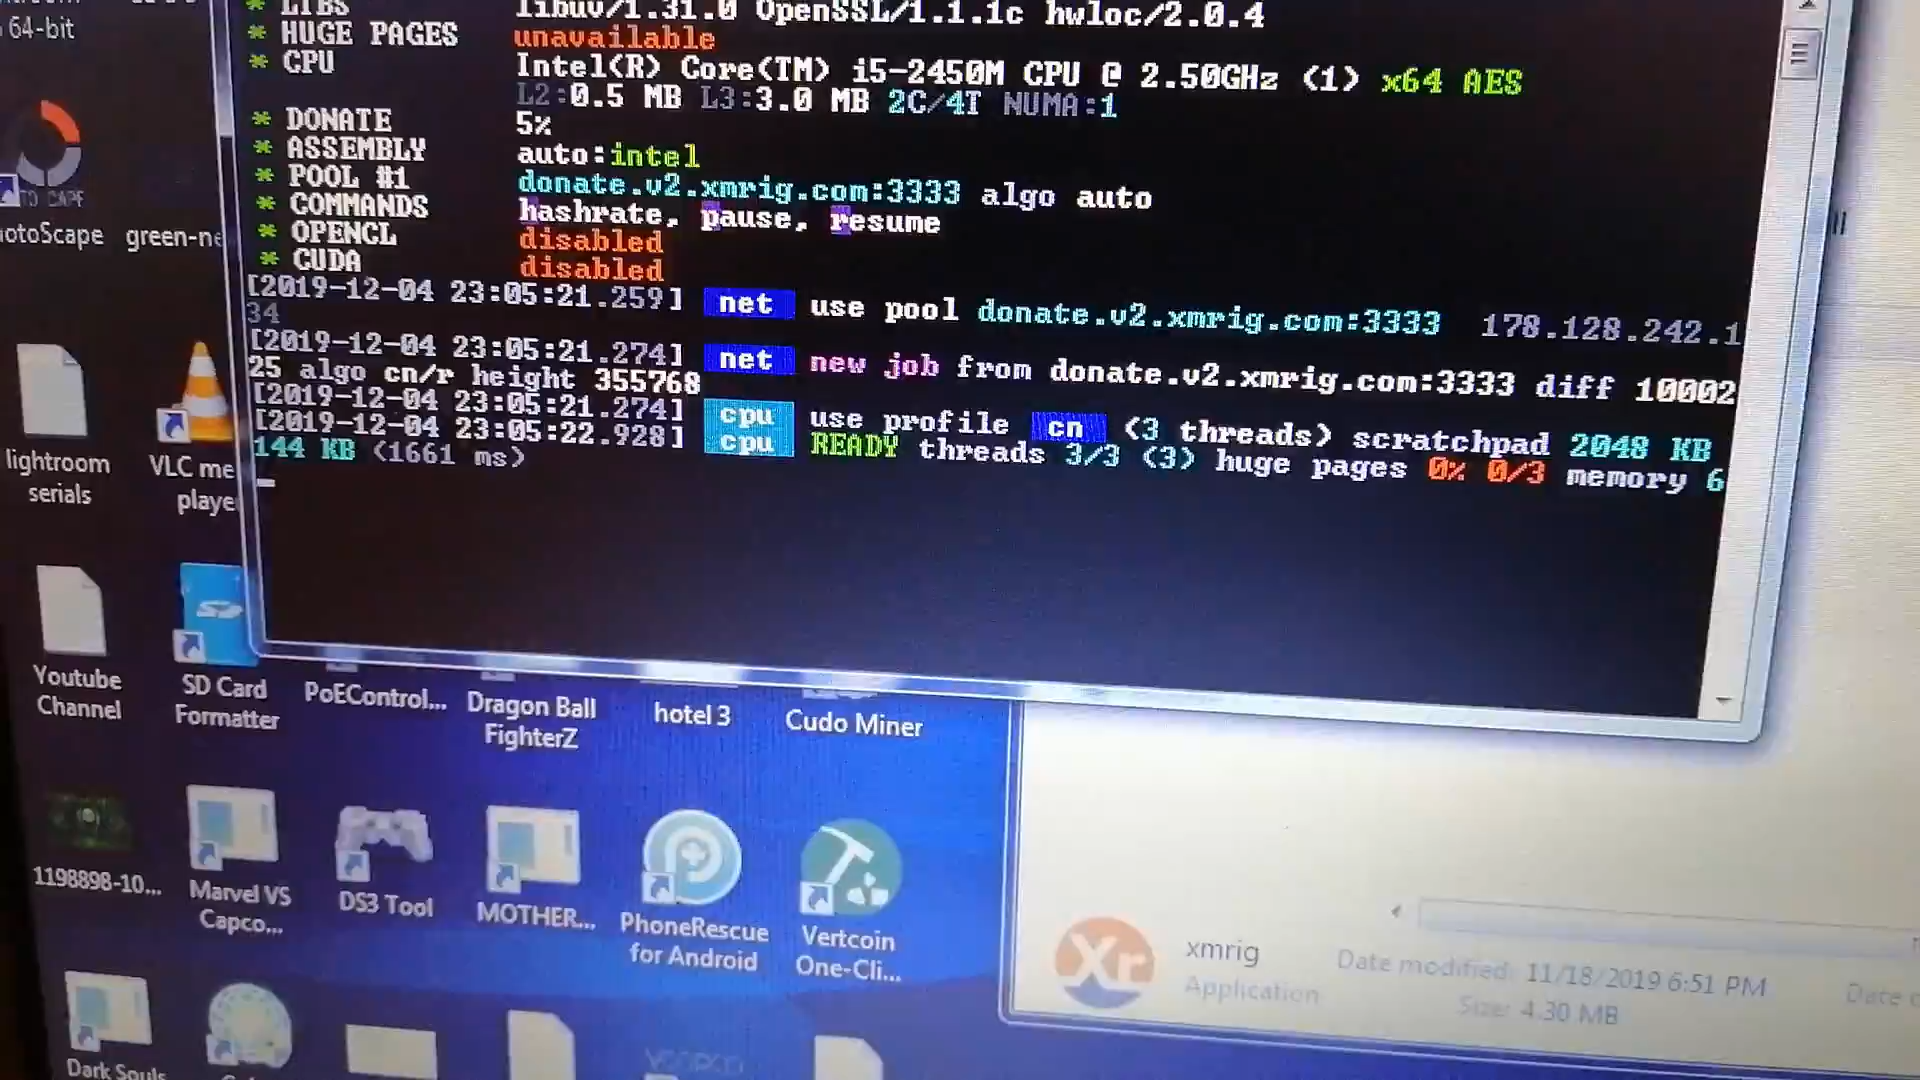 64-bit
* LIBS libuv/1.31.0 OpenSSL/1.1.1c hwloc/2.0.4
* HUGE PAGES unavailable
* CPU Intel(R) Core(TM) i5-2450M CPU @ 2.50GHz (1) x64 AES
L2:0.5 MB L3:3.0 MB 2C/4T NUMA:1
* DONATE 5%
* ASSEMBLY auto:intel
* POOL #1 donate.v2.xmrig.com:3333 algo auto
* COMMANDS hashrate, pause, resume
* OPENCL disabled
* CUDA disabled
[2019-12-04 23:05:21.259] net use pool donate.v2.xmrig.com:3333 178.128.242.1
34
[2019-12-04 23:05:21.274] net new job from donate.v2.xmrig.com:3333 diff 10002
25 algo cn/r height 355768
[2019-12-04 23:05:21.274] cpu use profile cn (3 threads) scratchpad 2048 KB
[2019-12-04 23:05:22.928] cpu READY threads 3/3 (3) huge pages 0% 0/3 memory 6
144 KB (1661 ms)
otoScape
green-ne
lightroom
serials
VLC me
playe
Youtube
Channel
SD
SD Card
Formatter
PoEControl...
Dragon Ball
FighterZ
hotel 3
Cudo Miner
1198898-10...
Marvel VS
Capco...
DS3 Tool
MOTHER...
PhoneRescue
for Android
Vertcoin
One-Cli...
Dark Souls
Xr
xmrig
Application
Date modified: 11/18/2019 6:51 PM
Size: 4.30 MB
Date c